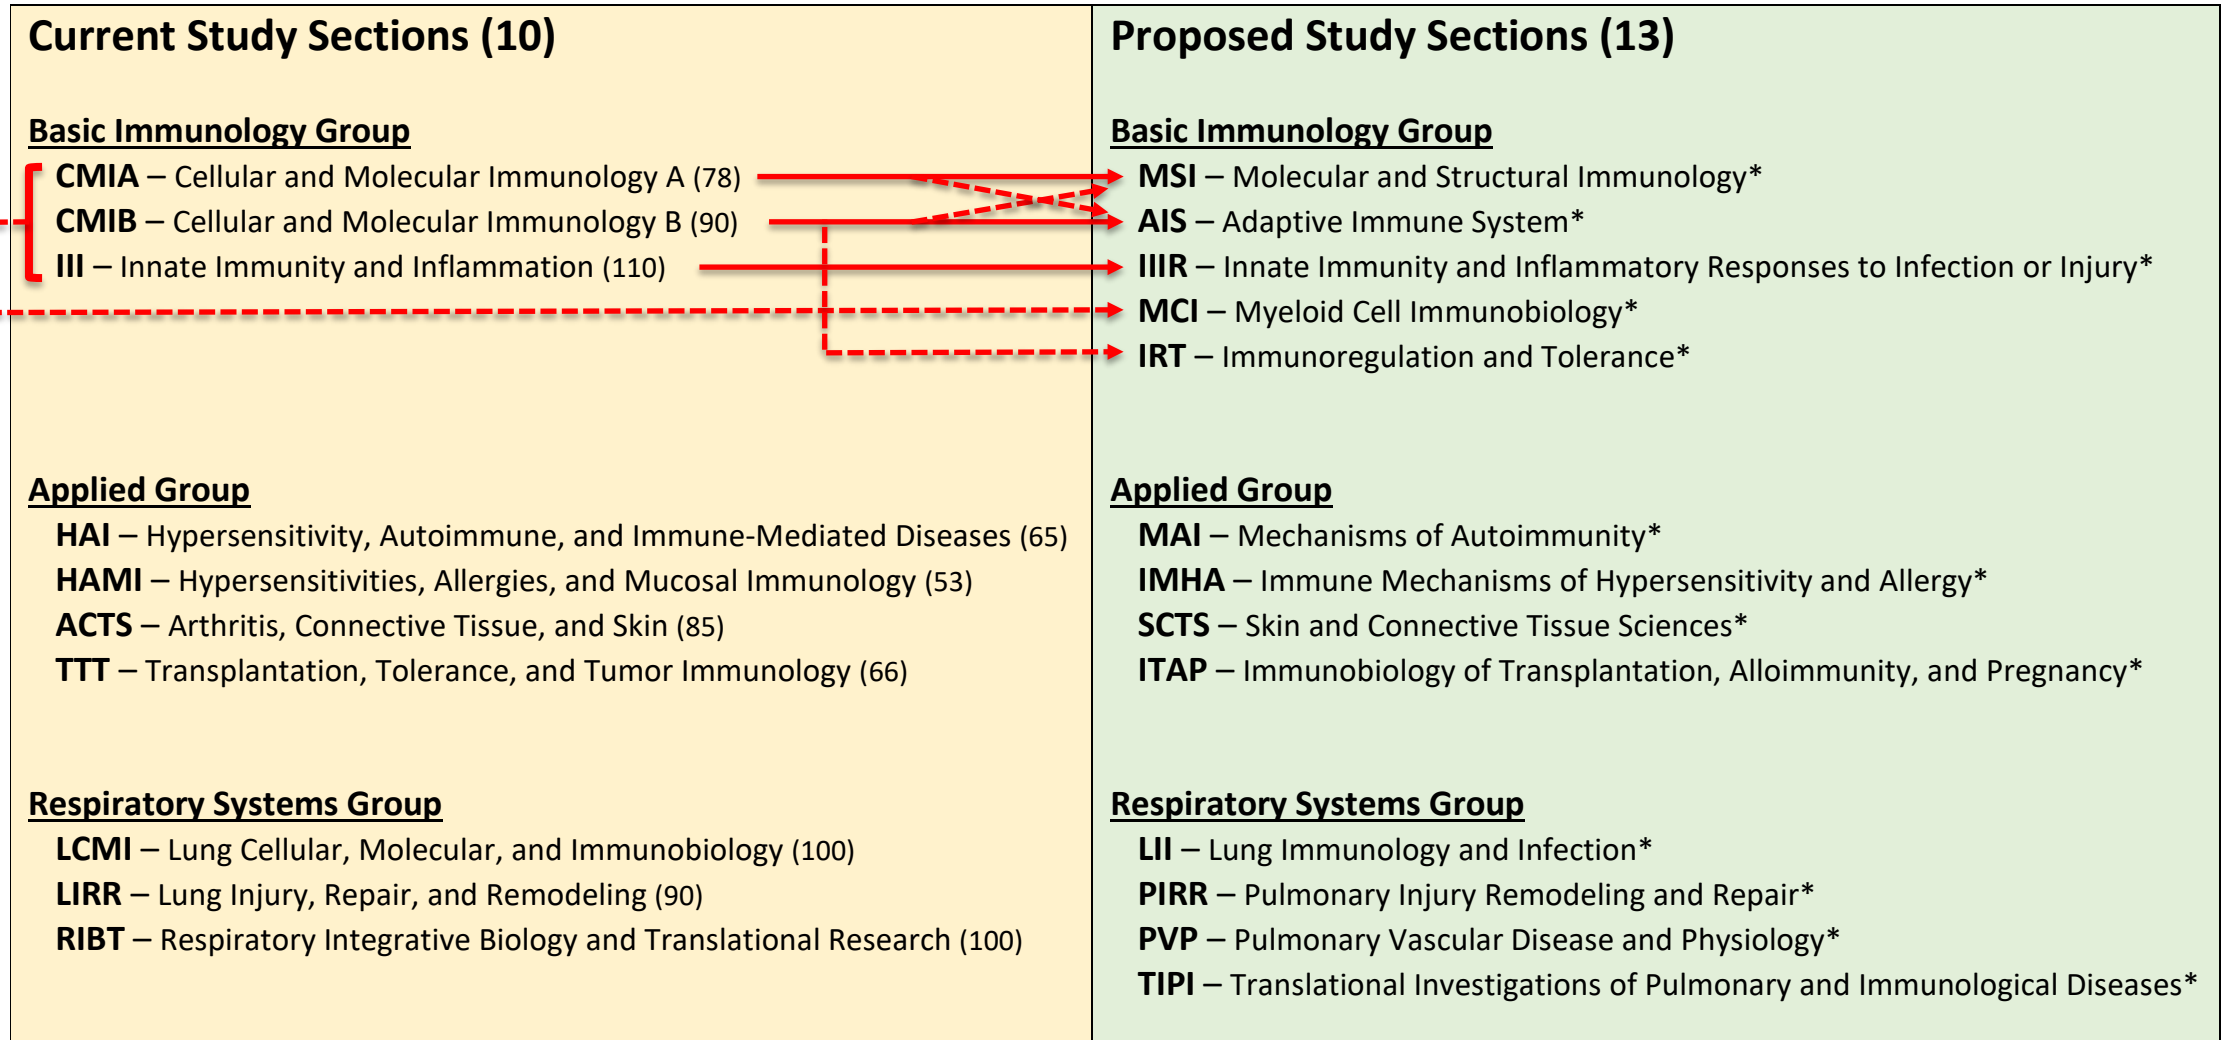 Current Study Sections (10)
Basic Immunology Group
CMIA – Cellular and Molecular Immunology A (78)
CMIB – Cellular and Molecular Immunology B (90)
III – Innate Immunity and Inflammation (110)
Applied Group
HAI – Hypersensitivity, Autoimmune, and Immune-Mediated Diseases (65)
HAMI – Hypersensitivities, Allergies, and Mucosal Immunology (53)
ACTS – Arthritis, Connective Tissue, and Skin (85)
TTT – Transplantation, Tolerance, and Tumor Immunology (66)
Respiratory Systems Group
LCMI – Lung Cellular, Molecular, and Immunobiology (100)
LIRR – Lung Injury, Repair, and Remodeling (90)
RIBT – Respiratory Integrative Biology and Translational Research (100)
Proposed Study Sections (13)
Basic Immunology Group
MSI – Molecular and Structural Immunology*
AIS – Adaptive Immune System*
IIIR – Innate Immunity and Inflammatory Responses to Infection or Injury*
MCI – Myeloid Cell Immunobiology*
IRT – Immunoregulation and Tolerance*
Applied Group
MAI – Mechanisms of Autoimmunity*
IMHA – Immune Mechanisms of Hypersensitivity and Allergy*
SCTS – Skin and Connective Tissue Sciences*
ITAP – Immunobiology of Transplantation, Alloimmunity, and Pregnancy*
Respiratory Systems Group
LII – Lung Immunology and Infection*
PIRR – Pulmonary Injury Remodeling and Repair*
PVP – Pulmonary Vascular Disease and Physiology*
TIPI – Translational Investigations of Pulmonary and Immunological Diseases*